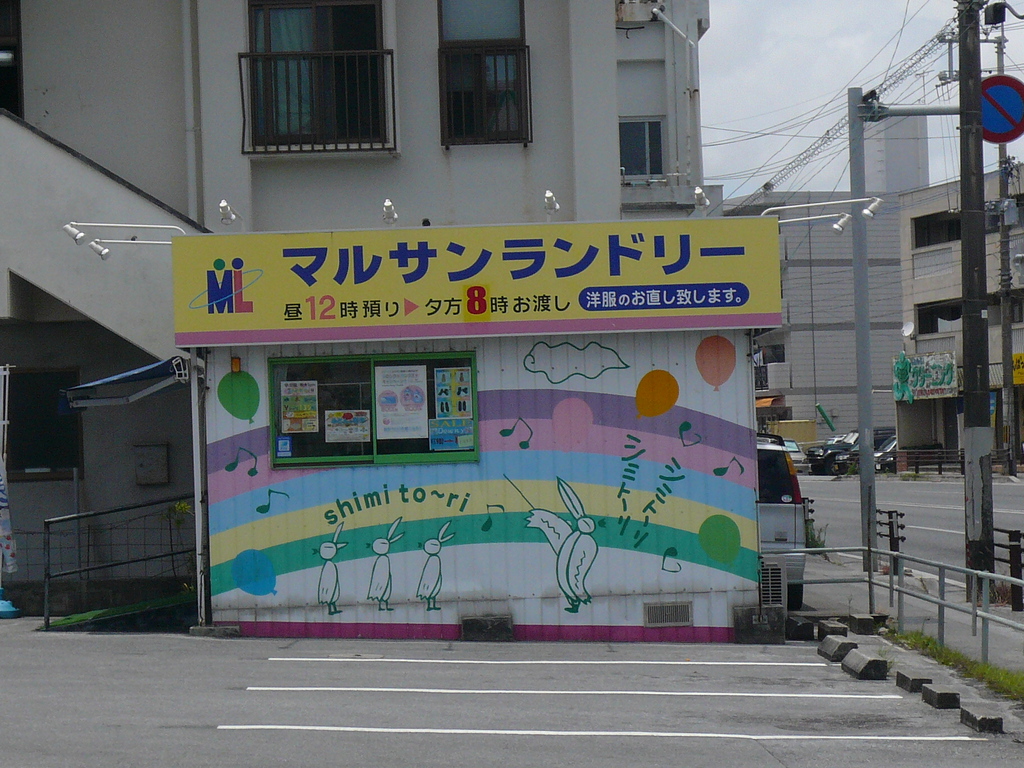 ML
マルサンランドリー
昼12時預り▶夕方8時お渡し
洋服のお直し致します。
shimito~ri
シミトーリ
シミトーリ